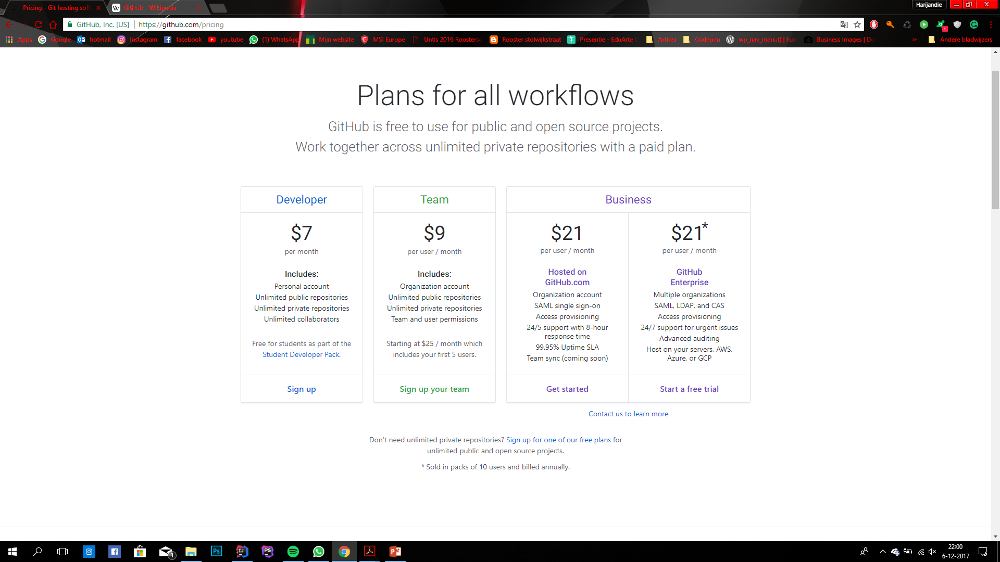 Pricing - Git hosting soft
GitHub - Wikipedia
Harijandie
GitHub, Inc. [US]
https://github.com/pricing
Apps
Google
hotmail
Instagram
facebook
youtube
(1) WhatsApp
Mijn website
MSI Europe
Untis 2016 Roosterso
Rooster stolwijkstraat
Presentie - EduArte
Artitex
Codepen
wp_nav_menu() | Fun
Business Images | Do
»
Andere bladwijzers
Plans for all workflows
GitHub is free to use for public and open source projects.
Work together across unlimited private repositories with a paid plan.
Developer
$7
per month
Includes:
Personal account
Unlimited public repositories
Unlimited private repositories
Unlimited collaborators
Free for students as part of the
Student Developer Pack.
Sign up
Team
$9
per user / month
Includes:
Organization account
Unlimited public repositories
Unlimited private repositories
Team and user permissions
Starting at $25 / month which
includes your first 5 users.
Sign up your team
Business
$21
per user / month
Hosted on
GitHub.com
Organization account
SAML single sign-on
Access provisioning
24/5 support with 8-hour
response time
99.95% Uptime SLA
Team sync (coming soon)
Get started
$21*
per user / month
GitHub
Enterprise
Multiple organizations
SAML, LDAP, and CAS
Access provisioning
24/7 support for urgent issues
Advanced auditing
Host on your servers, AWS,
Azure, or GCP
Start a free trial
Contact us to learn more
Don't need unlimited private repositories? Sign up for one of our free plans for
unlimited public and open source projects.
* Sold in packs of 10 users and billed annually.
22:00
6-12-2017